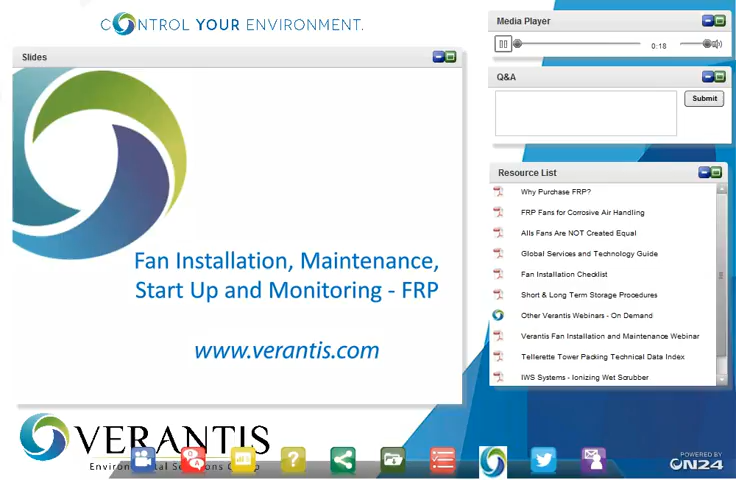 CONTROL YOUR ENVIRONMENT.
Slides
Fan Installation, Maintenance,
Start Up and Monitoring - FRP
www.verantis.com
Media Player
0:18
Q&A
Submit
Resource List
Why Purchase FRP?
FRP Fans for Corrosive Air Handling
Alls Fans Are NOT Created Equal
Global Services and Technology Guide
Fan Installation Checklist
Short & Long Term Storage Procedures
Other Verantis Webinars - On Demand
Verantis Fan Installation and Maintenance Webinar
Tellerette Tower Packing Technical Data Index
IWS Systems - Ionizing Wet Scrubber
VERANTIS
Environmental Solutions Group
Q
A
?
POWERED BY
ON24